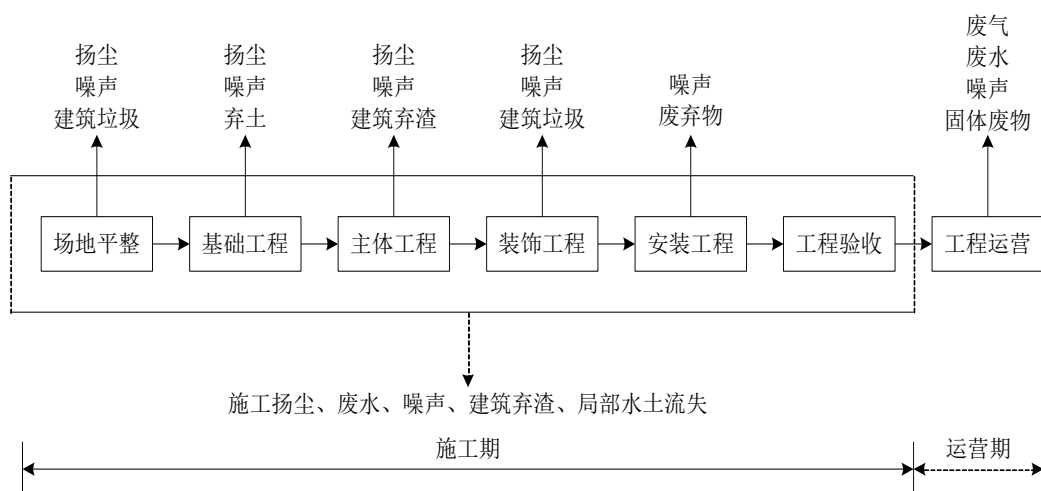 扬尘
噪声
建筑垃圾
扬尘
噪声
弃土
扬尘
噪声
建筑弃渣
扬尘
噪声
建筑垃圾
噪声
废弃物
废气
废水
噪声
固体废物
场地平整
基础工程
主体工程
装饰工程
安装工程
工程验收
工程运营
施工扬尘、废水、噪声、建筑弃渣、局部水土流失
施工期
运营期